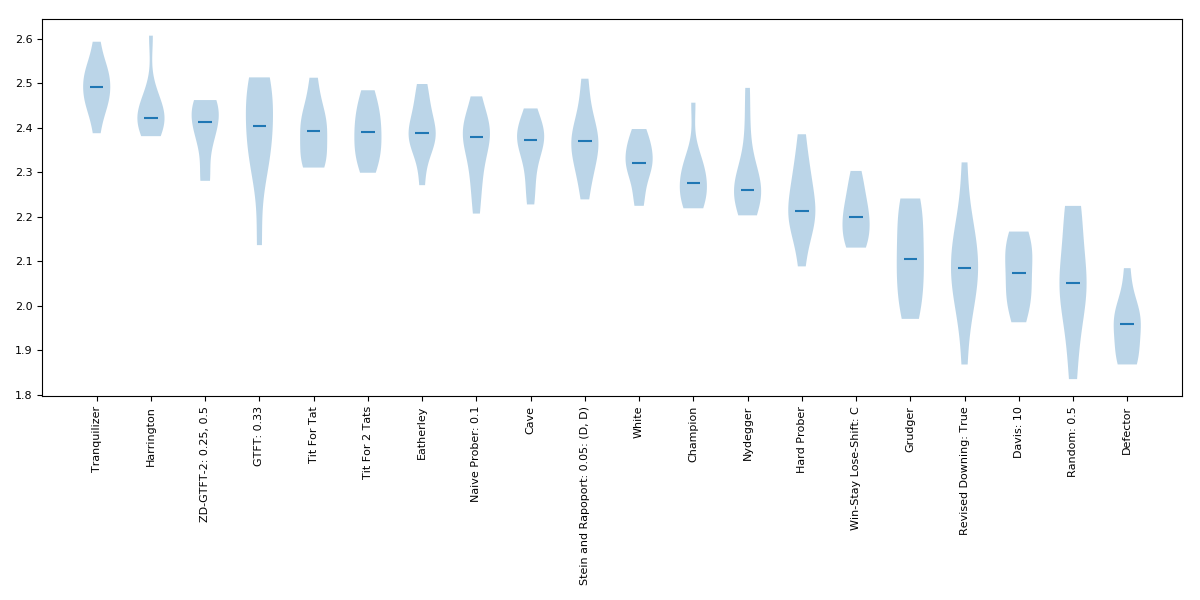 2.6
2.5
2.4
2.3
2.2
2.1
2.0
1.9
1.8
Tranquilizer
Harrington
ZD-GTFT-2: 0.25, 0.5
GTFT: 0.33
Tit For Tat
Tit For 2 Tats
Eatherley
Naive Prober: 0.1
Cave
Stein and Rapoport: 0.05: (D, D)
White
Champion
Nydegger
Hard Prober
Win-Stay Lose-Shift: C
Grudger
Revised Downing: True
Davis: 10
Random: 0.5
Defector